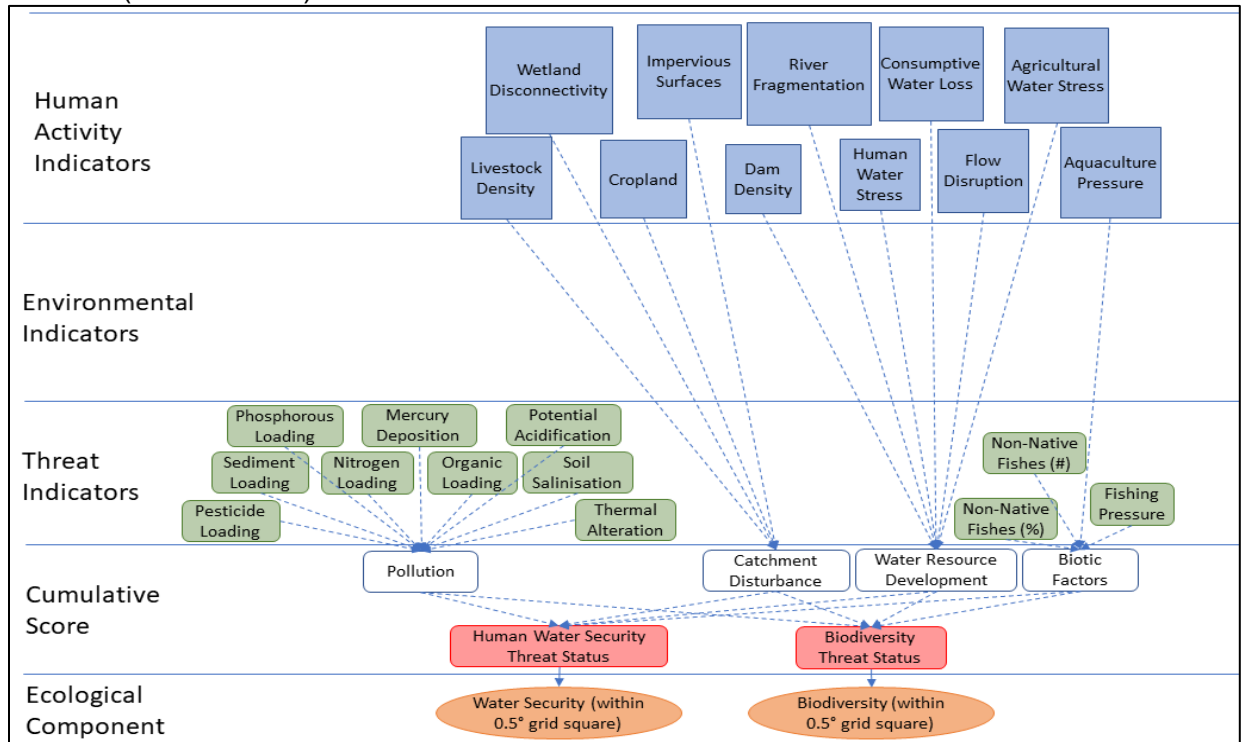 Human
Activity
Indicators
Wetland
Disconnectivity
Impervious
Surfaces
River
Fragmentation
Consumptive
Water Loss
Agricultural
Water Stress
Livestock
Density
Cropland
Dam
Density
Human
Water
Stress
Flow
Disruption
Aquaculture
Pressure
Environmental
Indicators
Threat
Indicators
Phosphorous
Loading
Mercury
Deposition
Potential
Acidification
Sediment
Loading
Nitrogen
Loading
Organic
Loading
Soil
Salinisation
Pesticide
Loading
Thermal
Alteration
Non-Native
Fishes (#)
Non-Native
Fishes (%)
Fishing
Pressure
Cumulative
Score
Pollution
Catchment
Disturbance
Water Resource
Development
Biotic
Factors
Human Water Security
Threat Status
Biodiversity
Threat Status
Ecological
Component
Water Security (within
0.5° grid square)
Biodiversity (within
0.5° grid square)